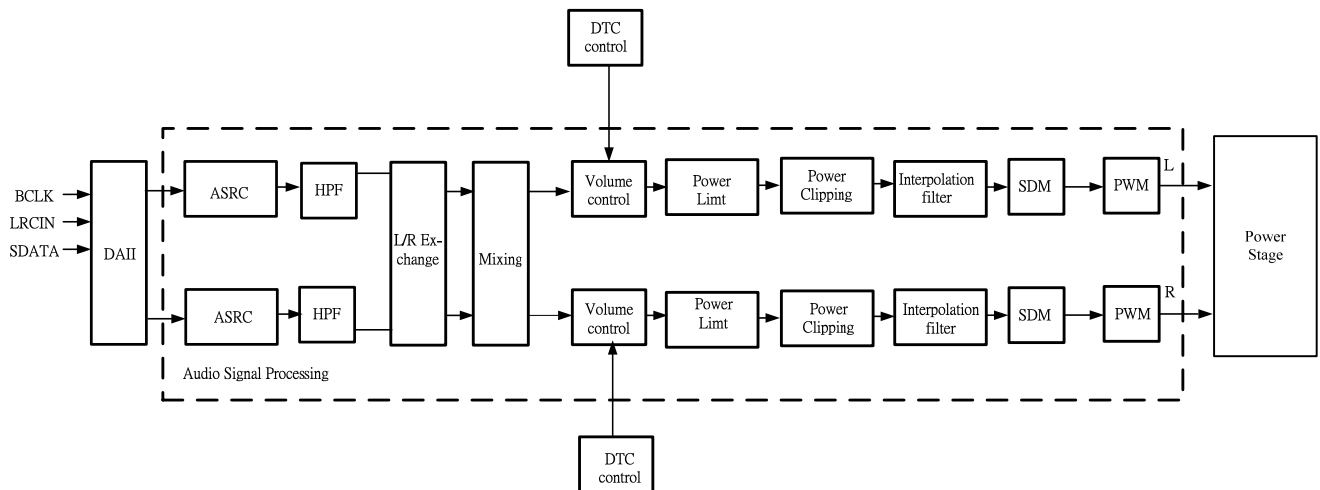 DTC
control
BCLK
LRCIN
SDATA
DAII
ASRC
HPF
L/R Ex-
change
Mixing
Volume
control
Power
Limt
Power
Clipping
Interpolation
filter
SDM
PWM
L
Power
Stage
ASRC
HPF
Volume
control
Power
Limt
Power
Clipping
Interpolation
filter
SDM
PWM
R
Audio Signal Processing
DTC
control